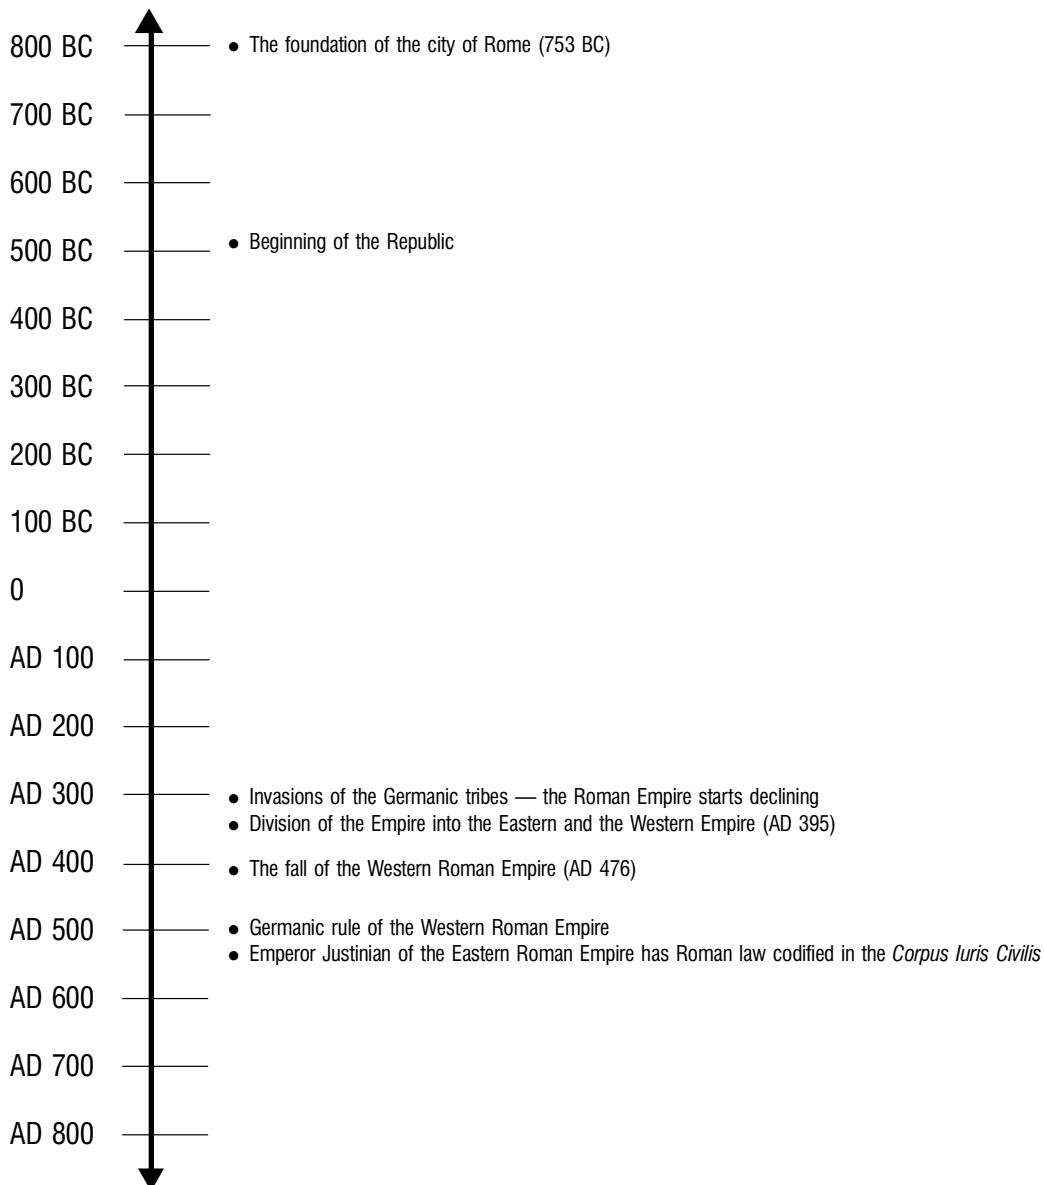 800 BC • The foundation of the city of Rome (753 BC)
700 BC
600 BC
500 BC • Beginning of the Republic
400 BC
300 BC
200 BC
100 BC
0
AD 100
AD 200
AD 300 • Invasions of the Germanic tribes — the Roman Empire starts declining
• Division of the Empire into the Eastern and the Western Empire (AD 395)
AD 400 • The fall of the Western Roman Empire (AD 476)
AD 500 • Germanic rule of the Western Roman Empire
• Emperor Justinian of the Eastern Roman Empire has Roman law codified in the Corpus Iuris Civilis
AD 600
AD 700
AD 800